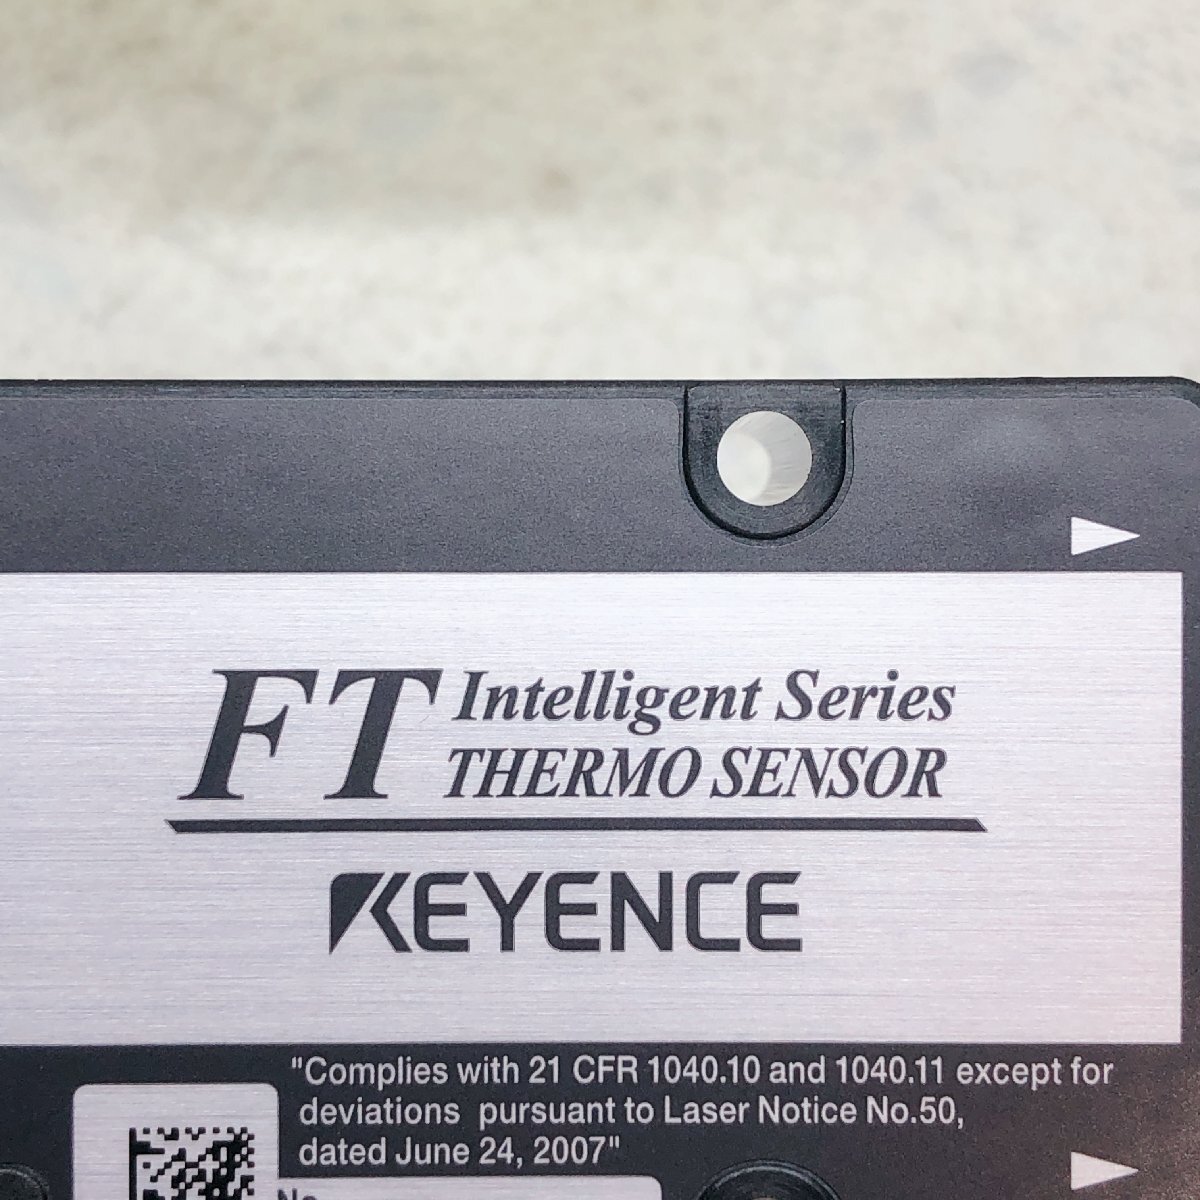 FT Intelligent Series
THERMO SENSOR
KEYENCE
"Complies with 21 CFR 1040.10 and 1040.11 except for
deviations pursuant to Laser Notice No.50,
dated June 24, 2007"
No